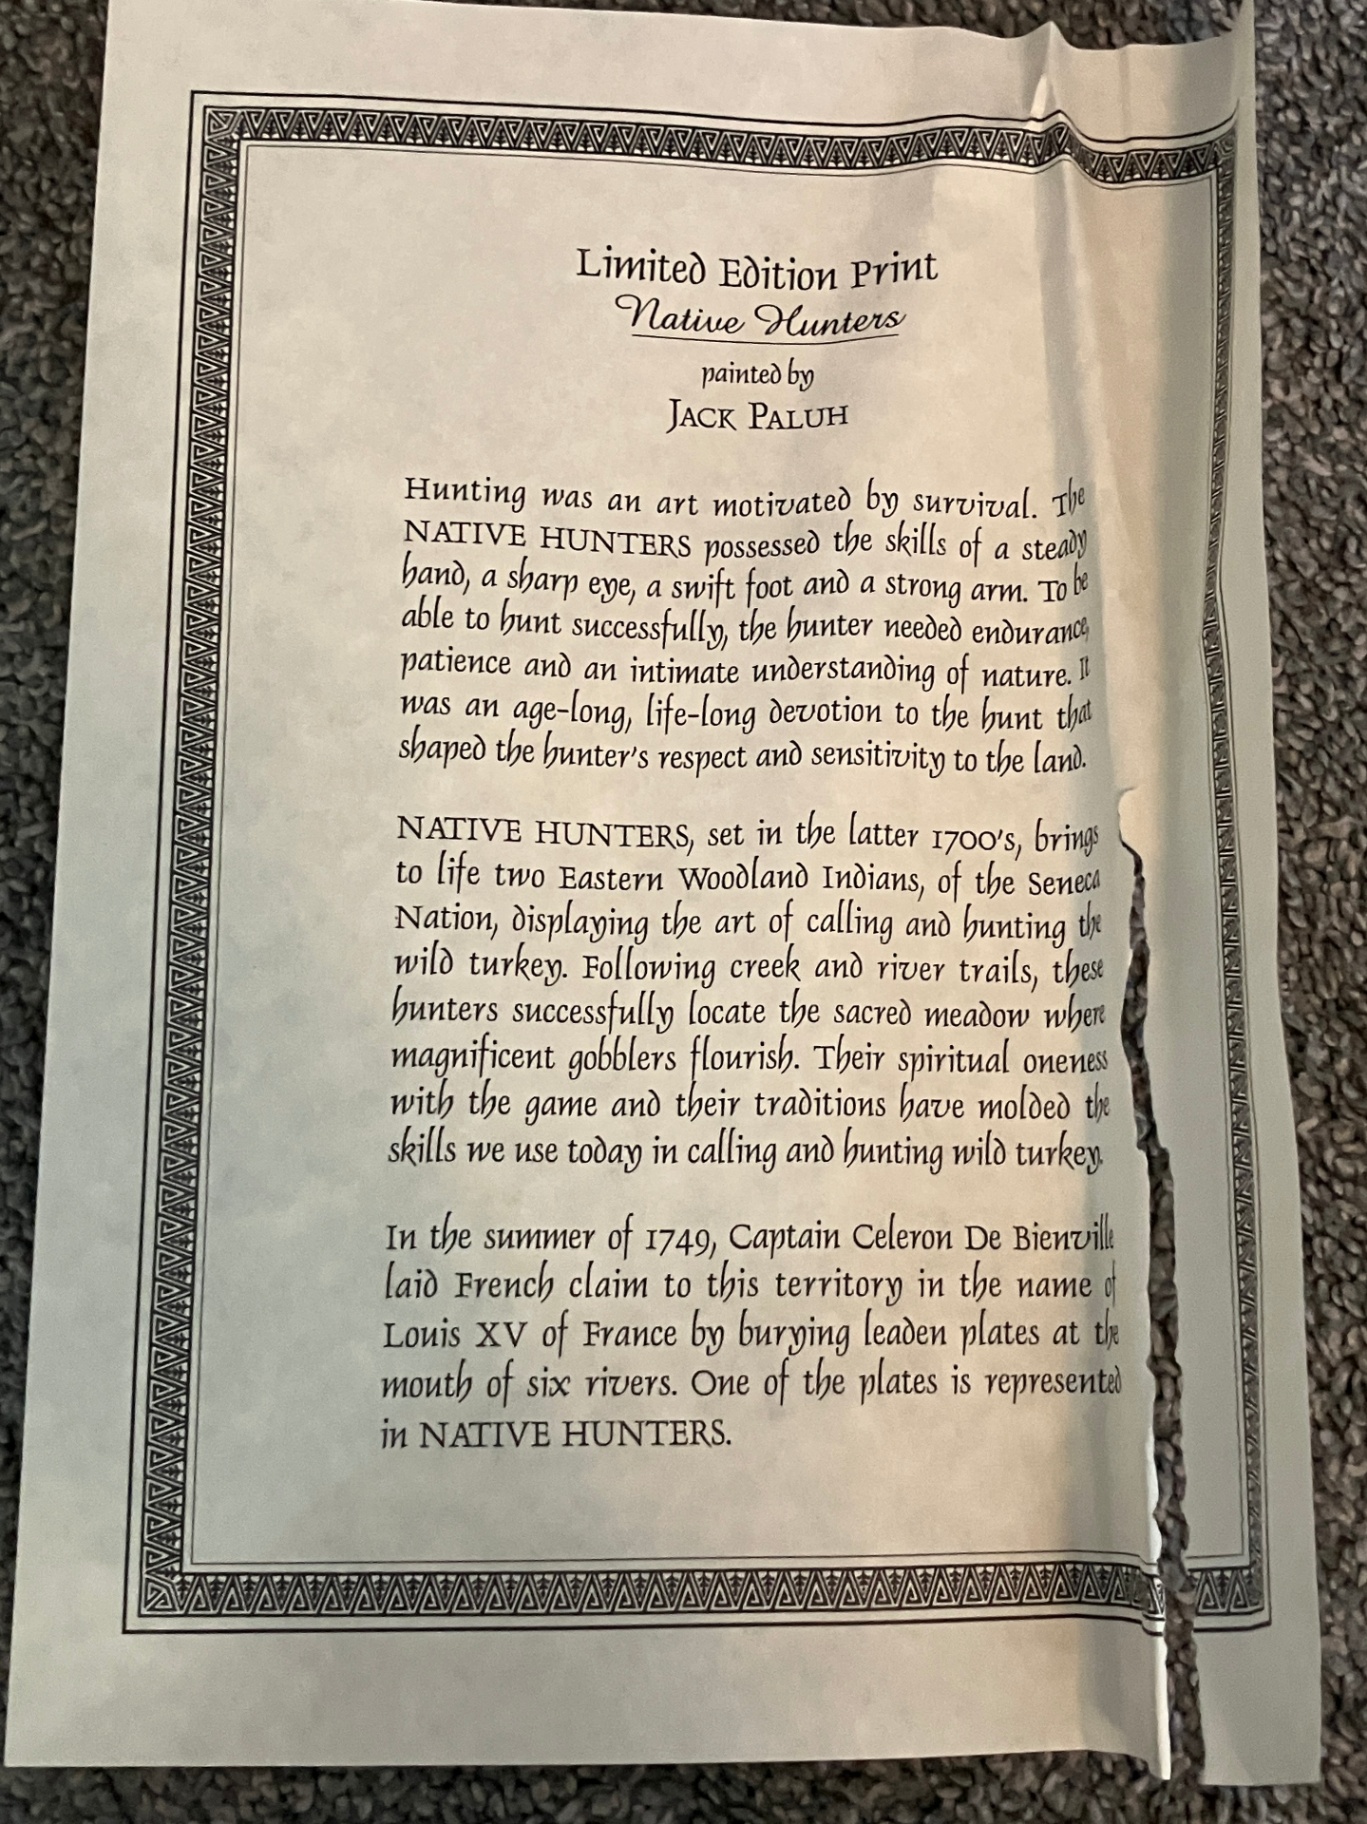 Limited Edition Print
Native Hunters
painted by
JACK PALUH
Hunting was an art motivated by survival. The
NATIVE HUNTERS possessed the skills of a steady
hand, a sharp eye, a swift foot and a strong arm. To be
able to hunt successfully, the hunter needed endurance,
patience and an intimate understanding of nature. It
was an age-long, life-long devotion to the hunt that
shaped the hunter's respect and sensitivity to the land.
NATIVE HUNTERS, set in the latter 1700's, brings
to life two Eastern Woodland Indians, of the Seneca
Nation, displaying the art of calling and hunting the
wild turkey. Following creek and river trails, these
hunters successfully locate the sacred meadow where
magnificent gobblers flourish. Their spiritual oneness
with the game and their traditions have molded the
skills we use today in calling and hunting wild turkey.
In the summer of 1749, Captain Celeron De Bienville
laid French claim to this territory in the name of
Louis XV of France by burying leaden plates at the
mouth of six rivers. One of the plates is represented
in NATIVE HUNTERS.